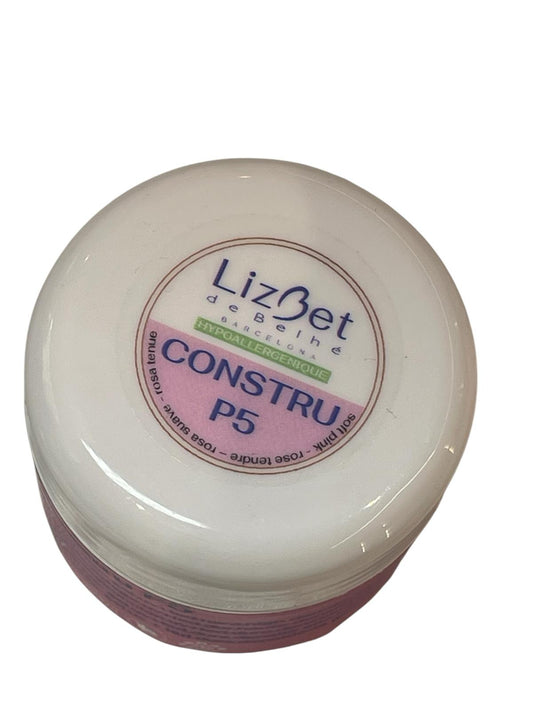 LizBet
de Belhé
BARCELONA
HYPOALLERGENIQUE
CONSTRU
P5
soft pink - rose tendre – rosa suave - rosa tenue